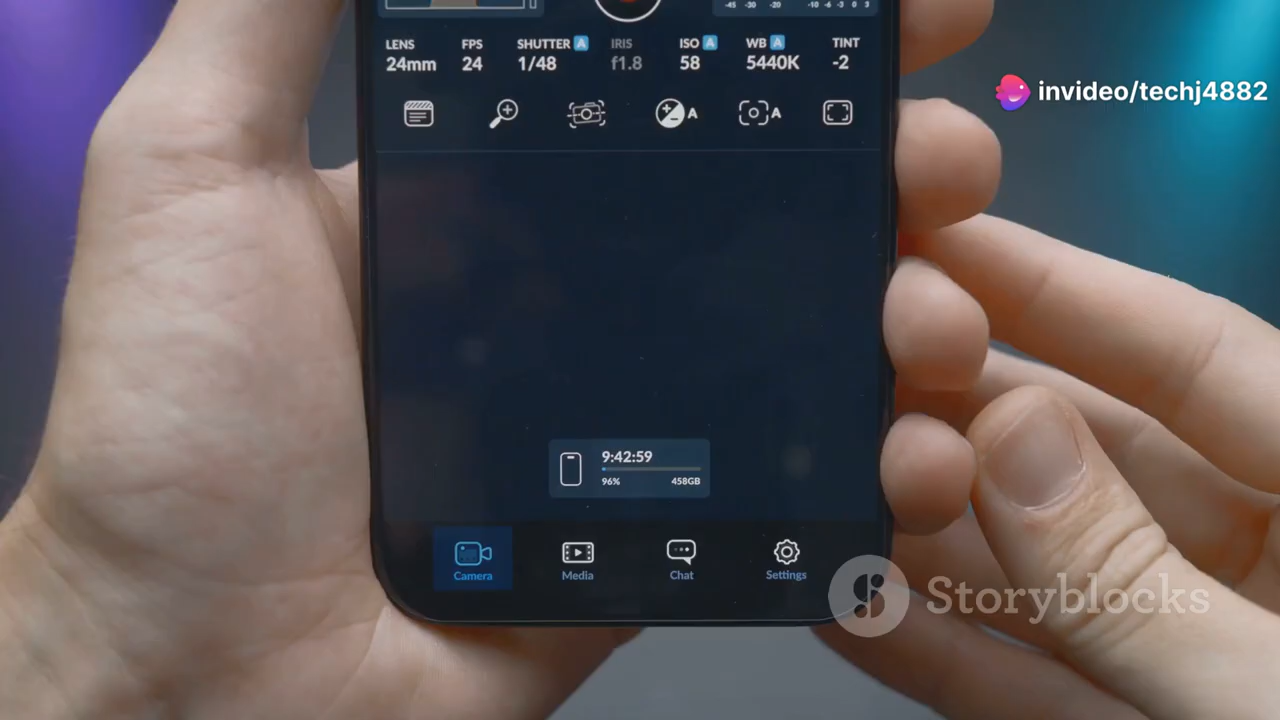 -45 -30 -20 -10 -6 -3 0 3
LENS FPS SHUTTER A IRIS ISO A WB A TINT
24mm 24 1/48 f1.8 58 5440K -2
A A
invideo/techj4882
9:42:59
96% 458GB
Camera Media Chat Settings
Storyblocks